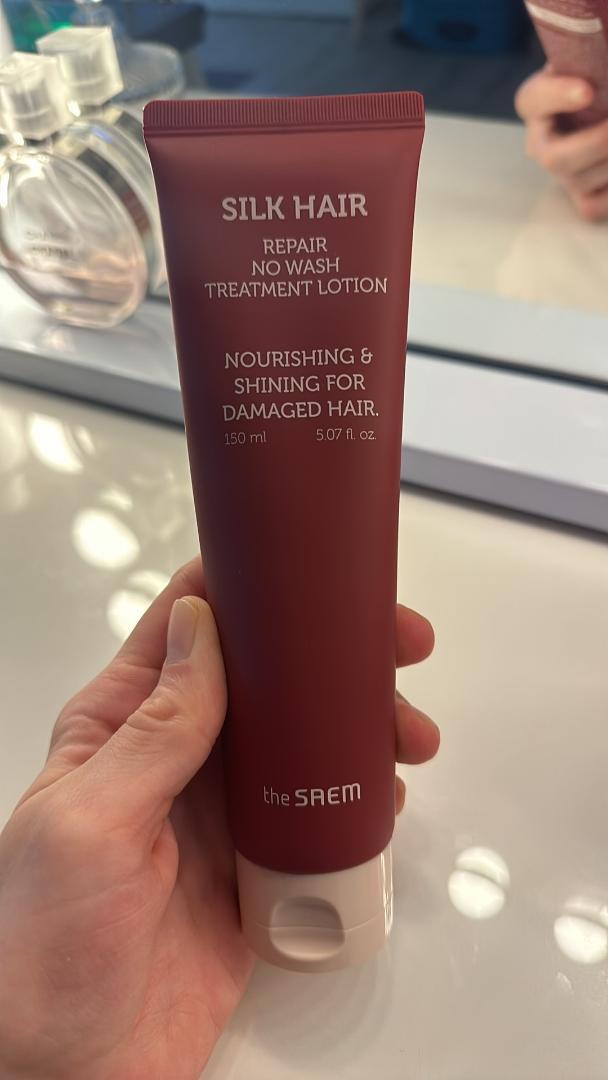 SILK HAIR
REPAIR
NO WASH
TREATMENT LOTION
NOURISHING &
SHINING FOR
DAMAGED HAIR.
150 ml 5.07 fl. oz.
the SAEM